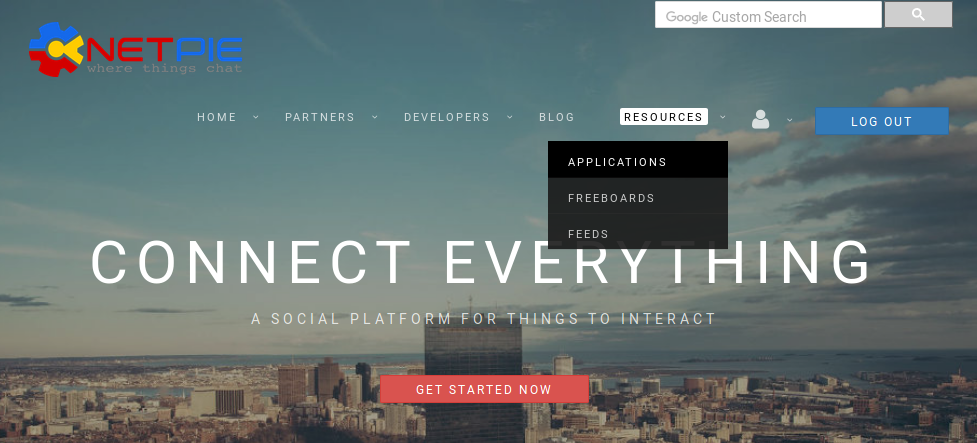 Google Custom Search
NETPIE
where things chat
HOME PARTNERS DEVELOPERS BLOG RESOURCES LOG OUT
APPLICATIONS
FREEBOARDS
FEEDS
CONNECT EVERYTHING
A SOCIAL PLATFORM FOR THINGS TO INTERACT
GET STARTED NOW